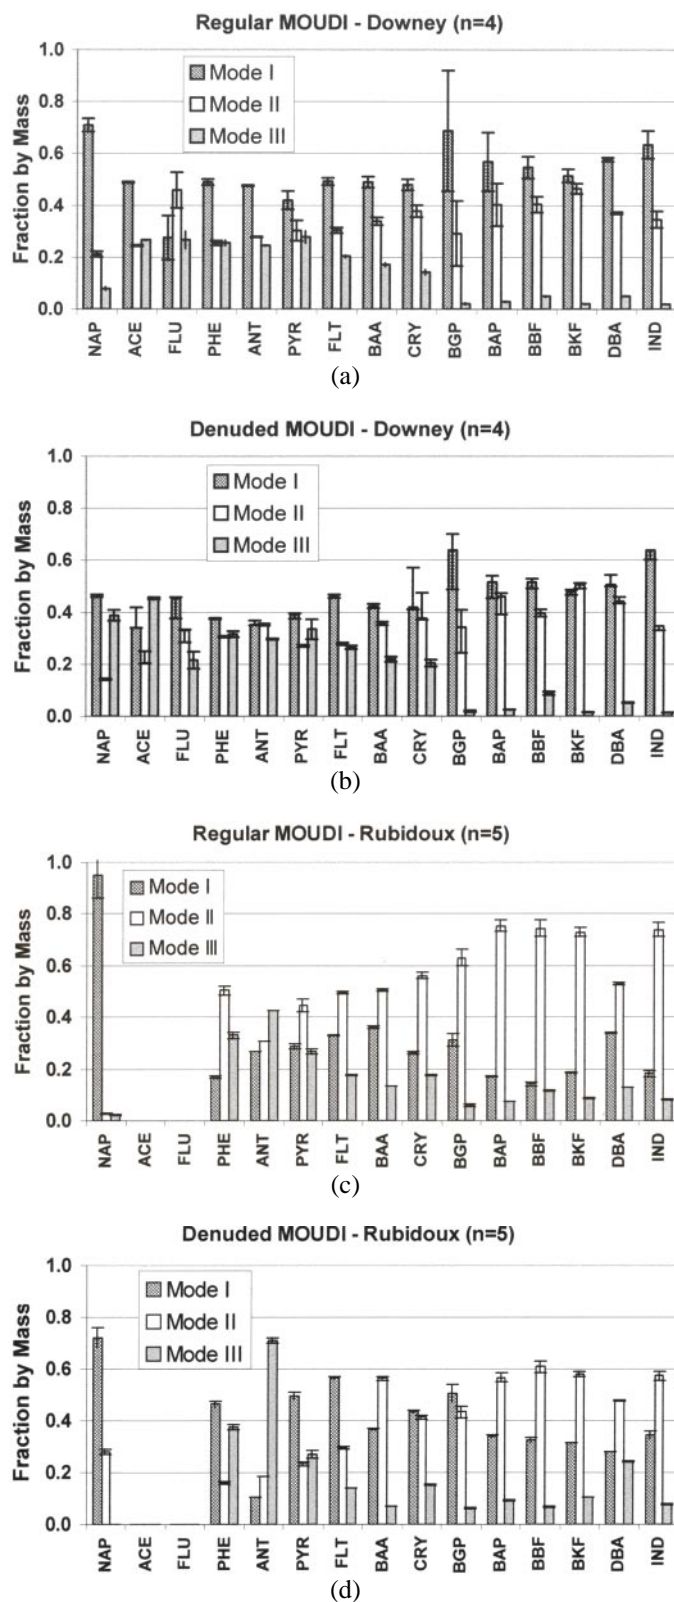 Regular MOUDI - Downey (n=4)
Mode I
Mode II
Mode III
Fraction by Mass
1.0
0.8
0.6
0.4
0.2
0.0
NAP ACE FLU PHE ANT PYR FLT BAA CRY BGP BAP BBF BKF DBA IND
(a)
Denuded MOUDI - Downey (n=4)
Mode I
Mode II
Mode III
Fraction by Mass
1.0
0.8
0.6
0.4
0.2
0.0
NAP ACE FLU PHE ANT PYR FLT BAA CRY BGP BAP BBF BKF DBA IND
(b)
Regular MOUDI - Rubidoux (n=5)
Mode I
Mode II
Mode III
Fraction by Mass
1.0
0.8
0.6
0.4
0.2
0.0
NAP ACE FLU PHE ANT PYR FLT BAA CRY BGP BAP BBF BKF DBA IND
(c)
Denuded MOUDI - Rubidoux (n=5)
Mode I
Mode II
Mode III
Fraction by Mass
1.0
0.8
0.6
0.4
0.2
0.0
NAP ACE FLU PHE ANT PYR FLT BAA CRY BGP BAP BBF BKF DBA IND
(d)